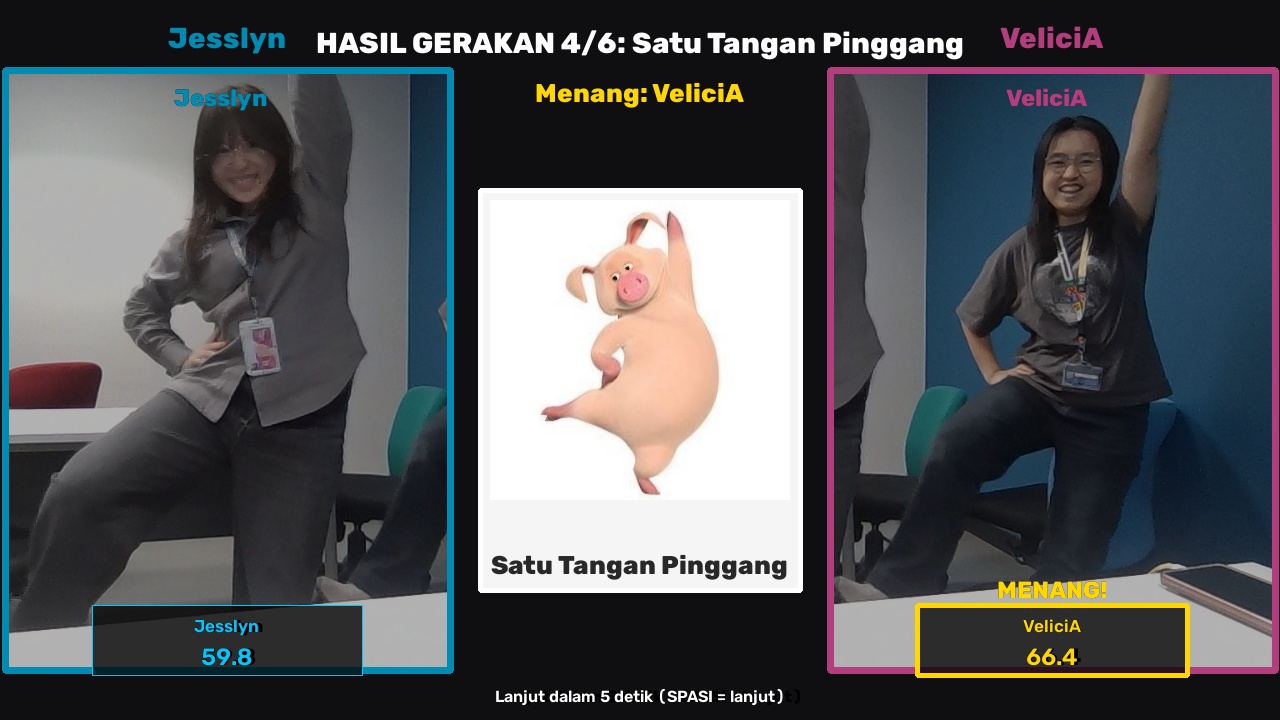 Jesslyn
HASIL GERAKAN 4/6: Satu Tangan Pinggang
VeliciA
Menang: VeliciA
Jesslyn
VeliciA
Satu Tangan Pinggang
MENANG!
Jesslyn
59.8
VeliciA
66.4
Lanjut dalam 5 detik (SPASI = lanjut)